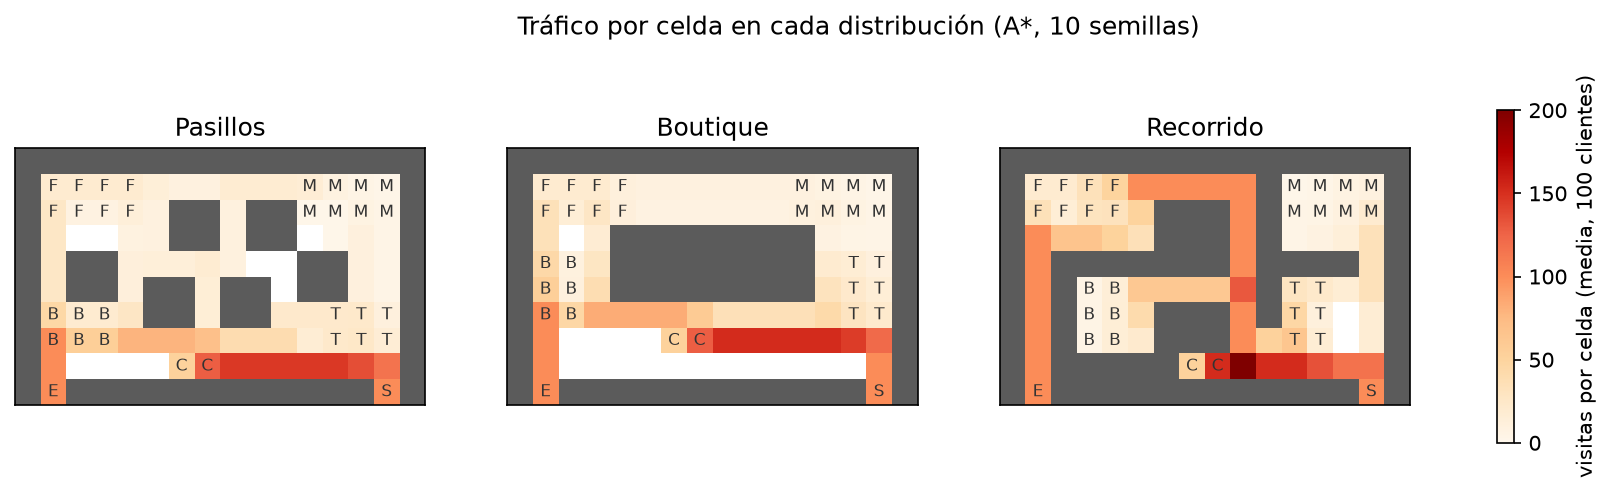 Tráfico por celda en cada distribución (A*, 10 semillas)
Pasillos
F F F F M M M M
F F F F M M M M
B B B T T T
B B B T T T
C C
E S
Boutique
F F F F M M M M
F F F F M M M M
B B T T
B B T T
B B T T
C C
E S
Recorrido
F F F F M M M M
F F F F M M M M
B B T T
B B T T
B B T T
C C
E S
200
150
100
50
0
visitas por celda (media, 100 clientes)